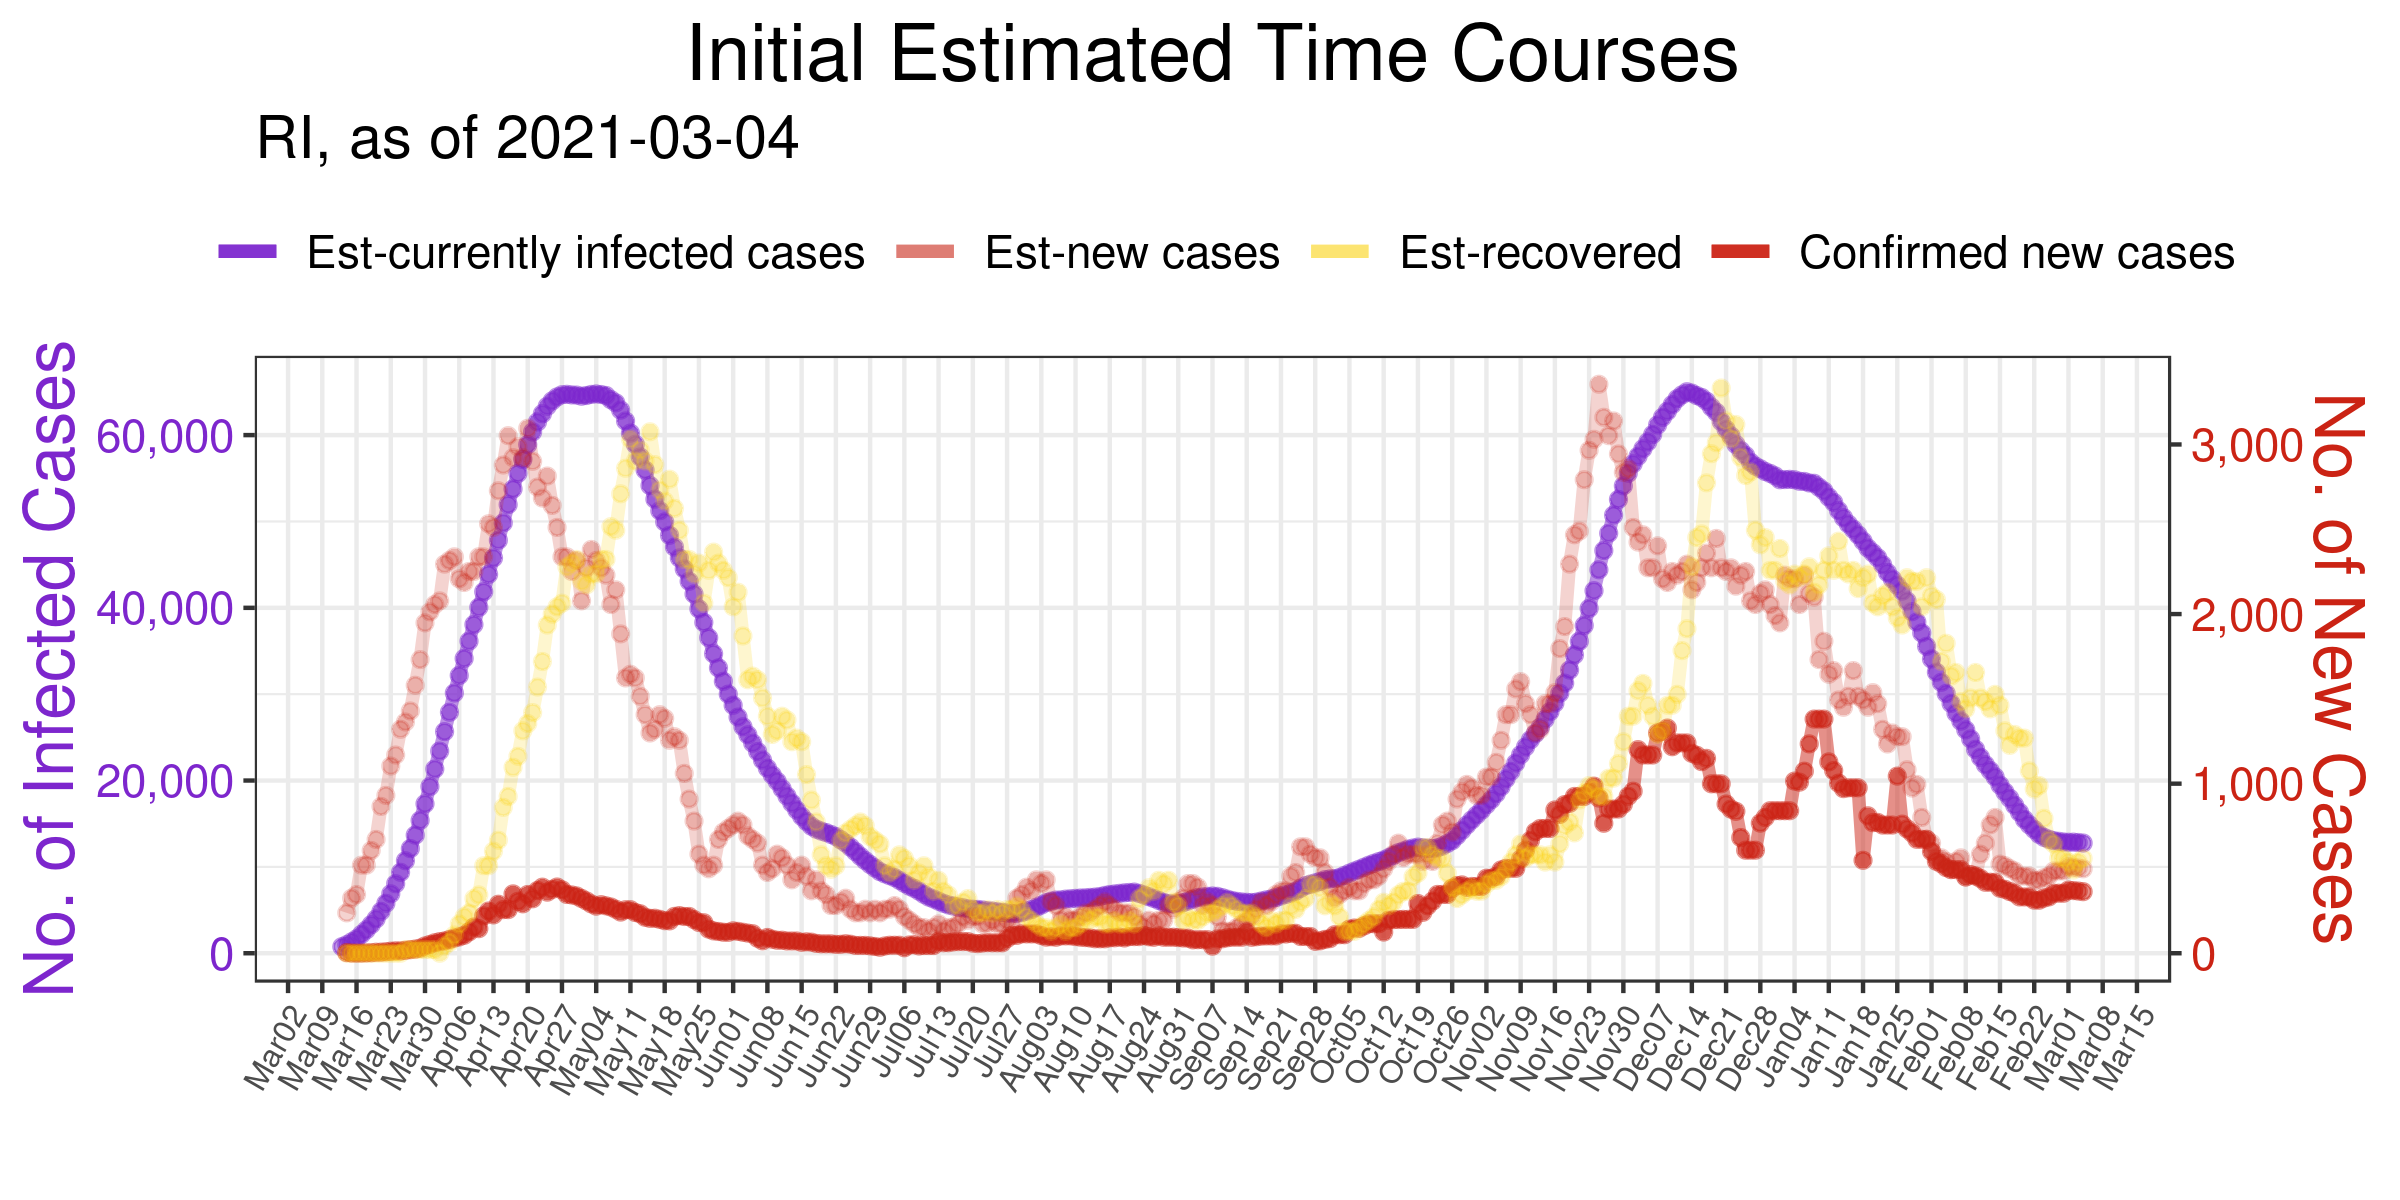 Initial Estimated Time Courses
RI, as of 2021-03-04
Est-currently infected cases Est-new cases Est-recovered Confirmed new cases
No. of Infected Cases
60,000
40,000
20,000
0
3,000
2,000
1,000
0
No. of New Cases
Mar02 Mar09 Mar16 Mar23 Mar30 Apr06 Apr13 Apr20 Apr27 May04 May11 May18 May25 Jun01 Jun08 Jun15 Jun22 Jun29 Jul06 Jul13 Jul20 Jul27 Aug03 Aug10 Aug17 Aug24 Aug31 Sep07 Sep14 Sep21 Sep28 Oct05 Oct12 Oct19 Oct26 Nov02 Nov09 Nov16 Nov23 Nov30 Dec07 Dec14 Dec21 Dec28 Jan04 Jan11 Jan18 Jan25 Feb01 Feb08 Feb15 Feb22 Mar01 Mar08 Mar15